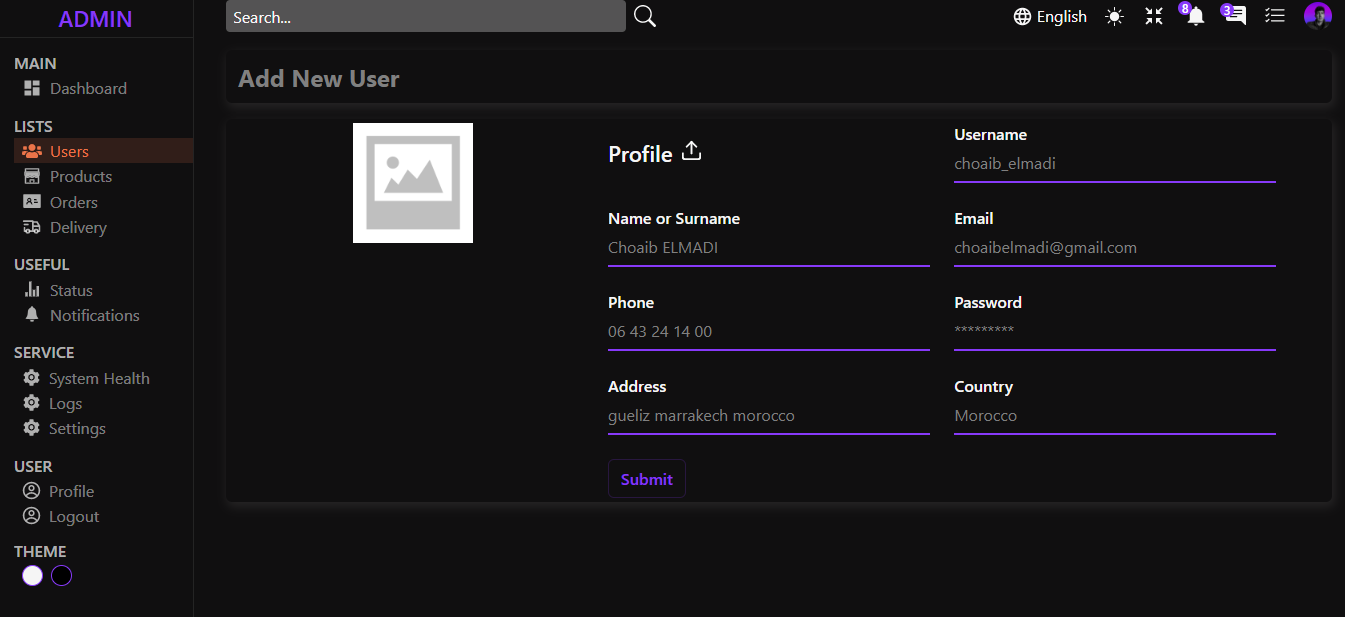 ADMIN
Search...
English
8
3
MAIN
Dashboard
LISTS
Users
Products
Orders
Delivery
USEFUL
Status
Notifications
SERVICE
System Health
Logs
Settings
USER
Profile
Logout
THEME
Add New User
Profile
Username
choaib_elmadi
Name or Surname
Choaib ELMADI
Email
choaibelmadi@gmail.com
Phone
06 43 24 14 00
Password
*********
Address
gueliz marrakech morocco
Country
Morocco
Submit